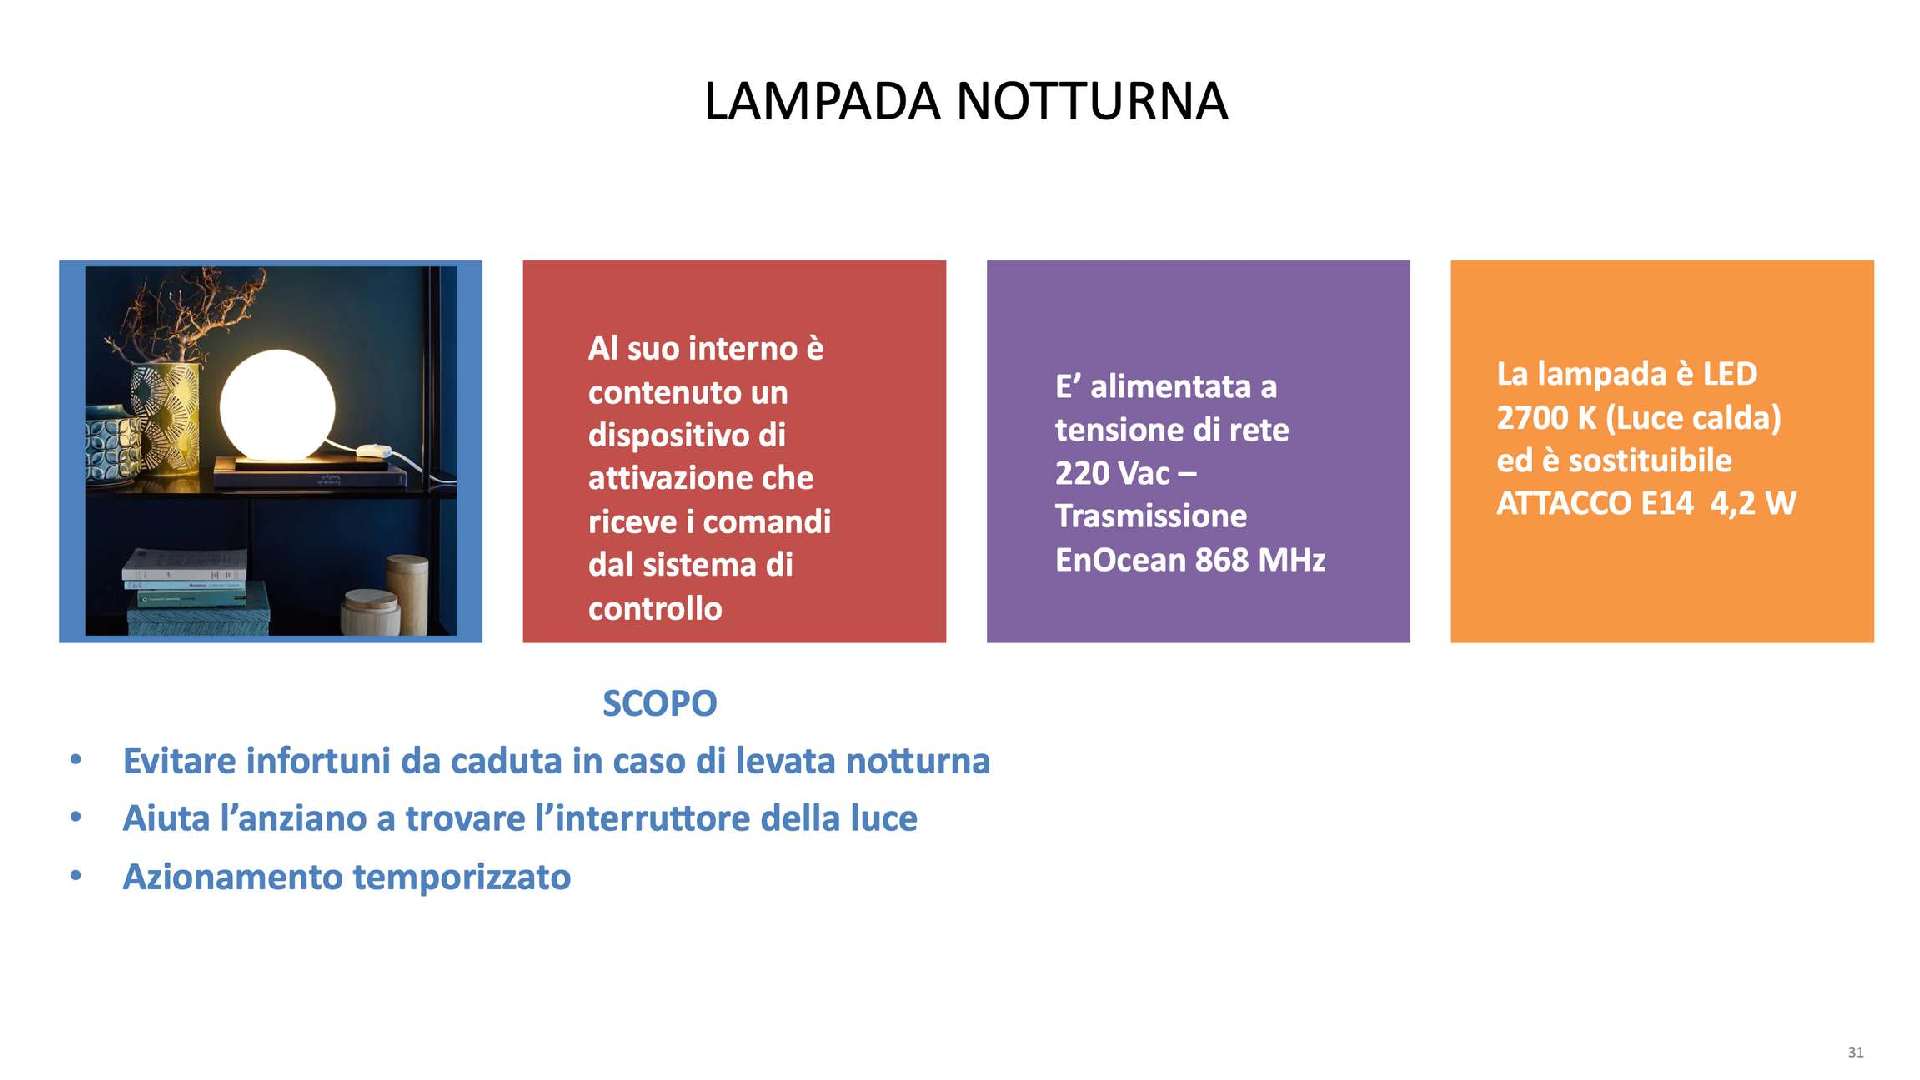 LAMPADA NOTTURNA
Al suo interno è
contenuto un
dispositivo di
attivazione che
riceve i comandi
dal sistema di
controllo
E’ alimentata a
tensione di rete
220 Vac –
Trasmissione
EnOcean 868 MHz
La lampada è LED
2700 K (Luce calda)
ed è sostituibile
ATTACCO E14  4,2 W
SCOPO
• Evitare infortuni da caduta in caso di levata notturna
• Aiuta l’anziano a trovare l’interruttore della luce
• Azionamento temporizzato
31